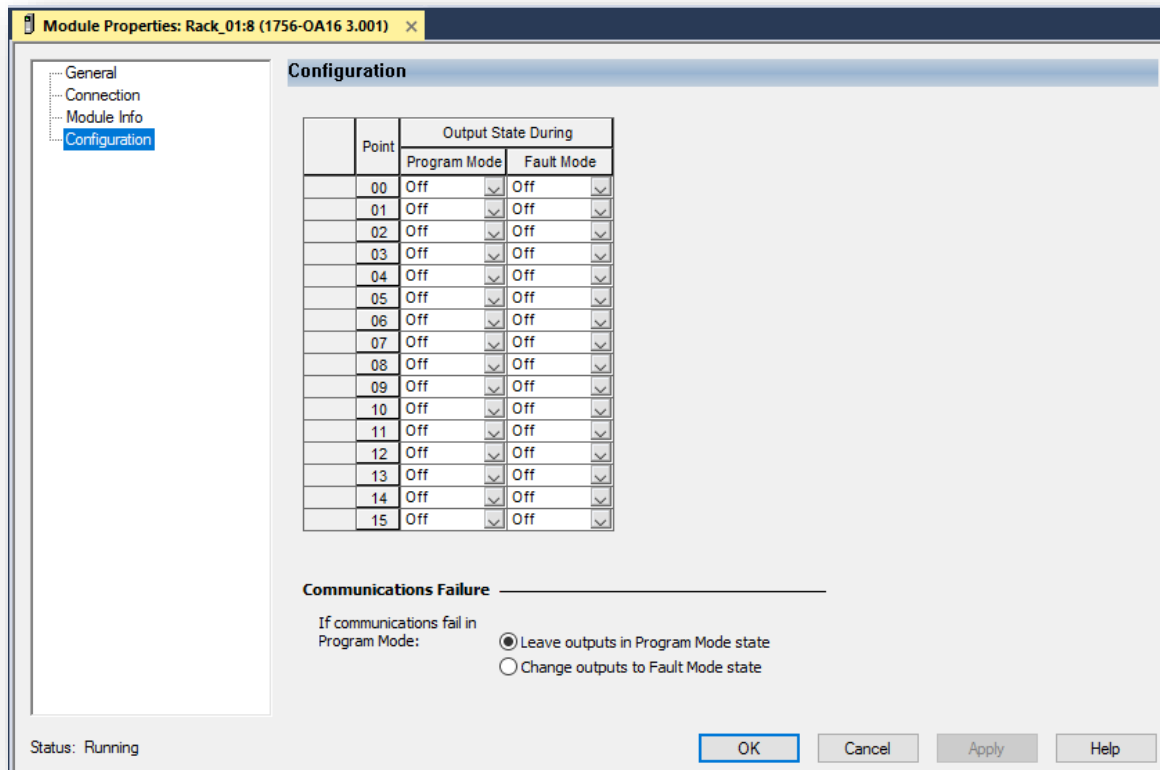 Module Properties: Rack_01:8 (1756-OA16 3.001)
General
Connection
Module Info
Configuration
Configuration
Point Output State During
Program Mode Fault Mode
00 Off Off
01 Off Off
02 Off Off
03 Off Off
04 Off Off
05 Off Off
06 Off Off
07 Off Off
08 Off Off
09 Off Off
10 Off Off
11 Off Off
12 Off Off
13 Off Off
14 Off Off
15 Off Off
Communications Failure
If communications fail in
Program Mode:
Leave outputs in Program Mode state
Change outputs to Fault Mode state
Status: Running
OK Cancel Apply Help